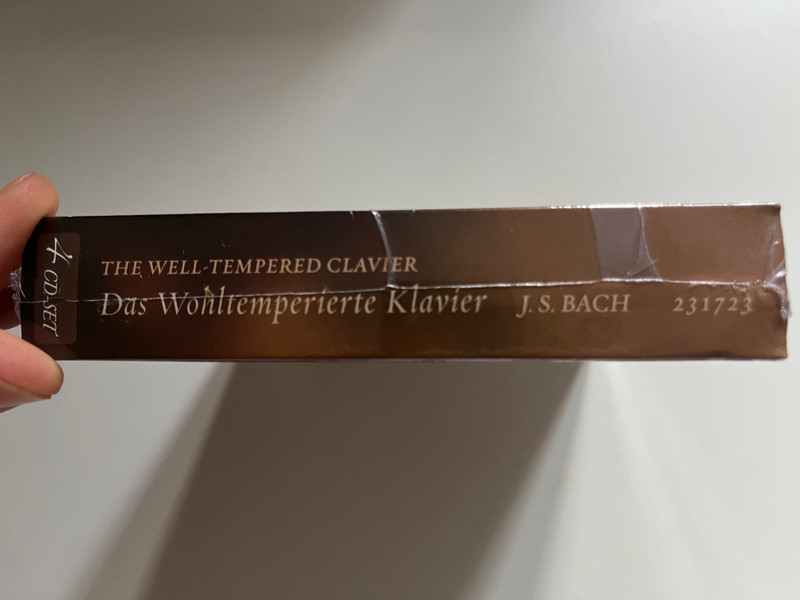 4 CD-SET
THE WELL-TEMPERED CLAVIER
Das Wohltemperierte Klavier J. S. BACH 231723